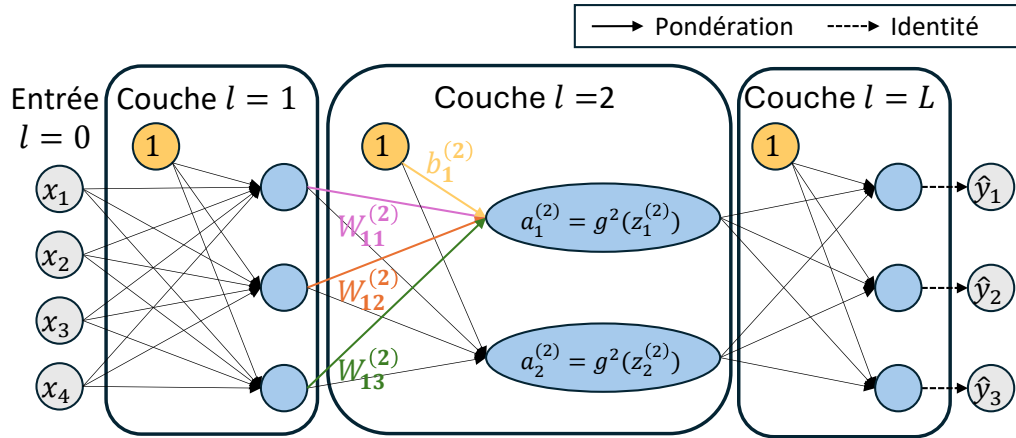 Pondération
Identité
Entrée
l = 0
Couche l = 1
Couche l =2
Couche l = L
1
1
1
x₁
x₂
x₃
x₄
b₁⁽²⁾
W₁₁⁽²⁾
W₁₂⁽²⁾
W₁₃⁽²⁾
a₁⁽²⁾ = g²(z₁⁽²⁾)
a₂⁽²⁾ = g²(z₂⁽²⁾)
ŷ₁
ŷ₂
ŷ₃